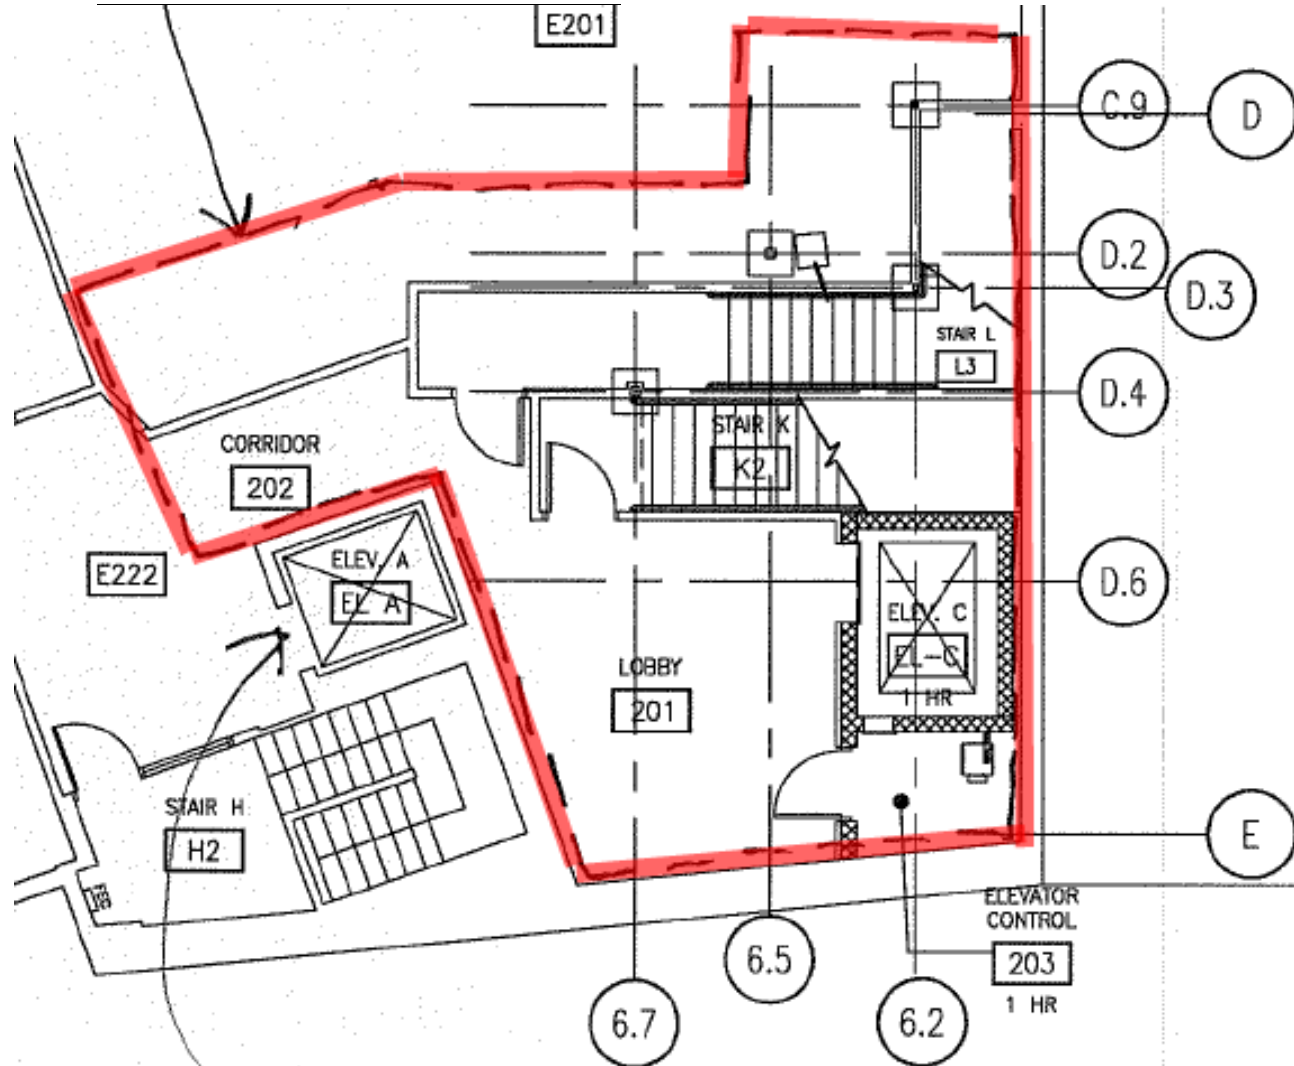 E201
C.9
D
D.2
D.3
STAIR L
L3
D.4
STAIR K
K2
CORRIDOR
202
E222
ELEV. A
EL A
D.6
ELEV. C
EL-C
1 HR
LOBBY
201
STAIR H
H2
FEC
E
ELEVATOR
CONTROL
203
1 HR
6.5
6.7
6.2